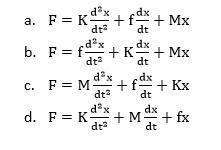 a. F = K d²x/dt² + f dx/dt + Mx
b. F = f d²x/dt² + K dx/dt + Mx
c. F = M d²x/dt² + f dx/dt + Kx
d. F = K d²x/dt² + M dx/dt + fx